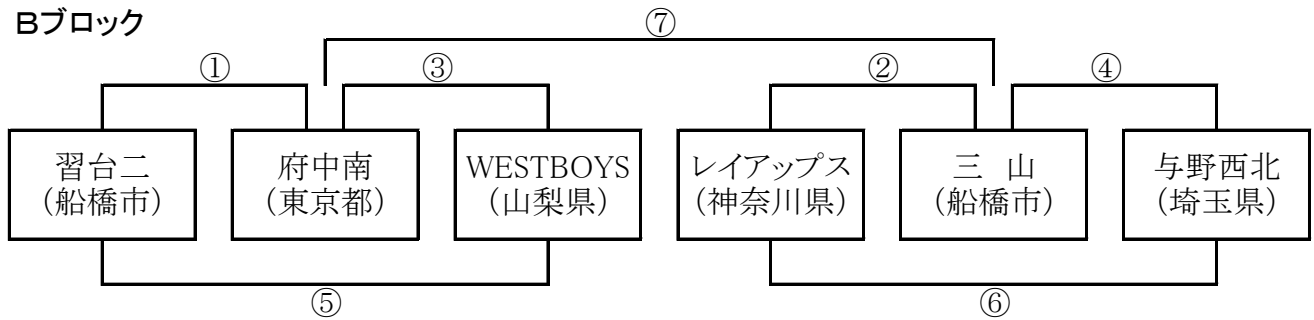 Bブロック
⑦
① ③ ② ④
習台二 府中南 WESTBOYS レイアップス 三 山 与野西北
(船橋市) (東京都) (山梨県) (神奈川県) (船橋市) (埼玉県)
⑤ ⑥